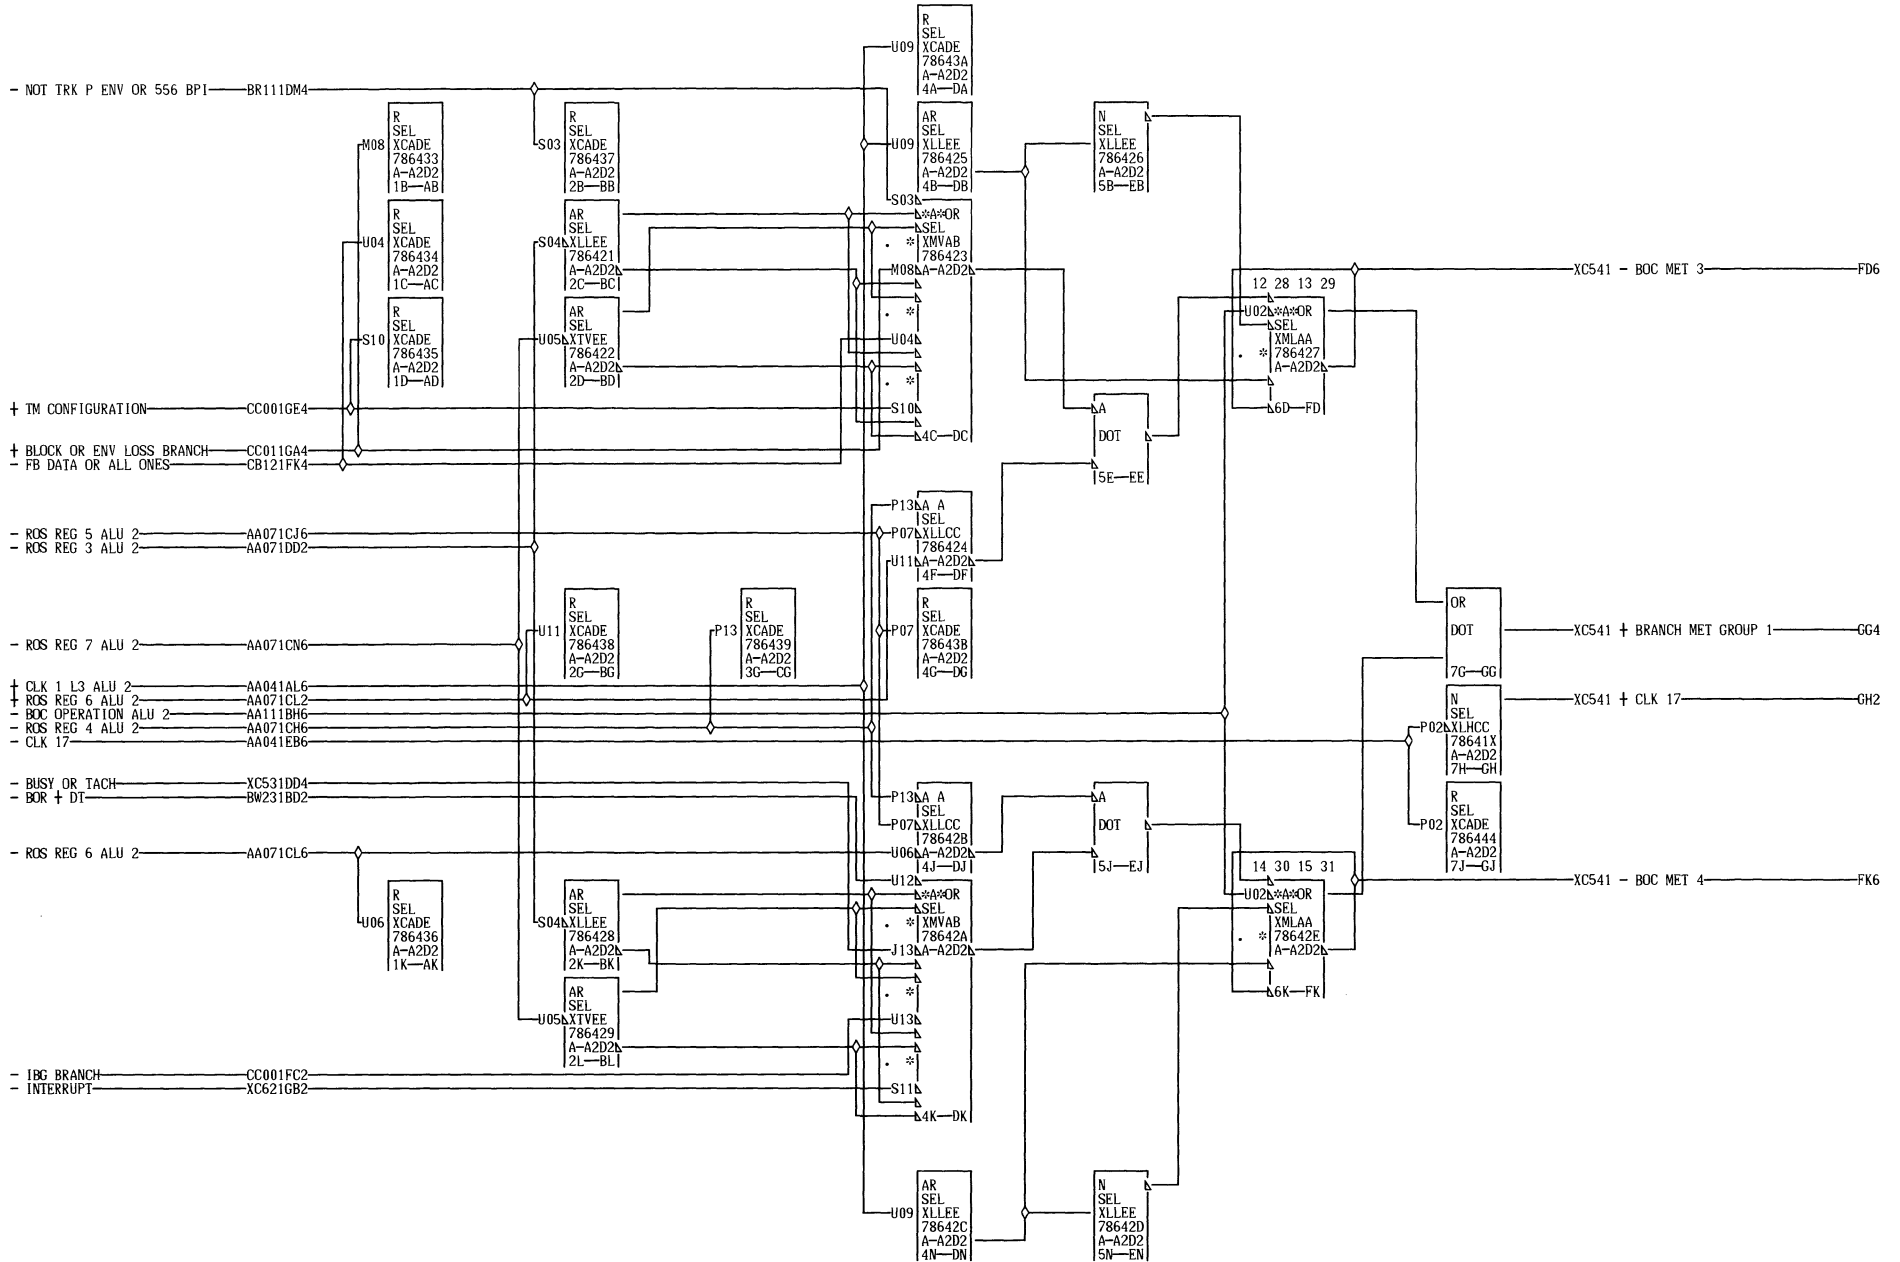 R
SEL
U09 XCADE
78643A
A-A2D2
4A—DA
- NOT TRK P ENV OR 556 BPI BR111DM4
R
SEL
M08 XCADE
786433
A-A2D2
1B—AB
R
SEL
S03 XCADE
786437
A-A2D2
2B—BB
AR
SEL
U09 XLLEE
786425
A-A2D2
4B—DB
N
SEL
XLLEE
786426
A-A2D2
5B—EB
R
SEL
U04 XCADE
786434
A-A2D2
1C—AC
AR
SEL
S04 XLLEE
786421
A-A2D2
2C—BC
S03
*A*OR
SEL
. * XMVAB
786423
M08 A-A2D2
. *
U04
. *
S10
4C—DC
R
SEL
S10 XCADE
786435
A-A2D2
1D—AD
AR
SEL
U05 XTVEE
786422
A-A2D2
2D—BD
12 28 13 29
U02 *A*OR
SEL
XMLAA
. * 786427
A-A2D2
6D—FD
XC541 - BOC MET 3 FD6
+ TM CONFIGURATION CC001GE4
+ BLOCK OR ENV LOSS BRANCH CC011GA4
- FB DATA OR ALL ONES CB121FK4
A
DOT
5E—EE
- ROS REG 5 ALU 2 AA071CJ6
- ROS REG 3 ALU 2 AA071DD2
P13 A A
SEL
P07 XLLCC
786424
U11 A-A2D2
4F—DF
R
SEL
U11 XCADE
786438
A-A2D2
2G—BG
R
SEL
P13 XCADE
786439
A-A2D2
3G—CG
R
SEL
P07 XCADE
78643B
A-A2D2
4G—DG
OR
DOT
7G—GG
XC541 + BRANCH MET GROUP 1 GG4
- ROS REG 7 ALU 2 AA071CN6
+ CLK 1 L3 ALU 2 AA041AL6
+ ROS REG 6 ALU 2 AA071CL2
- BOC OPERATION ALU 2 AA111BH6
- ROS REG 4 ALU 2 AA071CH6
- CLK 17 AA041EB6
N
SEL
P02 XLHCC
78641X
A-A2D2
7H—GH
XC541 + CLK 17 GH2
- BUSY OR TACH XC531DD4
- BOR + DT BW231BD2
P13 A A
SEL
P07 XLLCC
78642B
U06 A-A2D2
4J—DJ
A
DOT
5J—EJ
R
SEL
P02 XCADE
786444
A-A2D2
7J—GJ
- ROS REG 6 ALU 2 AA071CL6
R
SEL
U06 XCADE
786436
A-A2D2
1K—AK
AR
SEL
S04 XLLEE
786428
A-A2D2
2K—BK
U12
*A*OR
SEL
. * XMVAB
78642A
J13 A-A2D2
. *
U13
. *
S11
4K—DK
14 30 15 31
U02 *A*OR
SEL
XMLAA
. * 78642E
A-A2D2
6K—FK
XC541 - BOC MET 4 FK6
AR
SEL
U05 XTVEE
786429
A-A2D2
2L—BL
- IBG BRANCH CC001FC2
- INTERRUPT XC621GB2
AR
SEL
U09 XLLEE
78642C
A-A2D2
4N—DN
N
SEL
XLLEE
78642D
A-A2D2
5N—EN